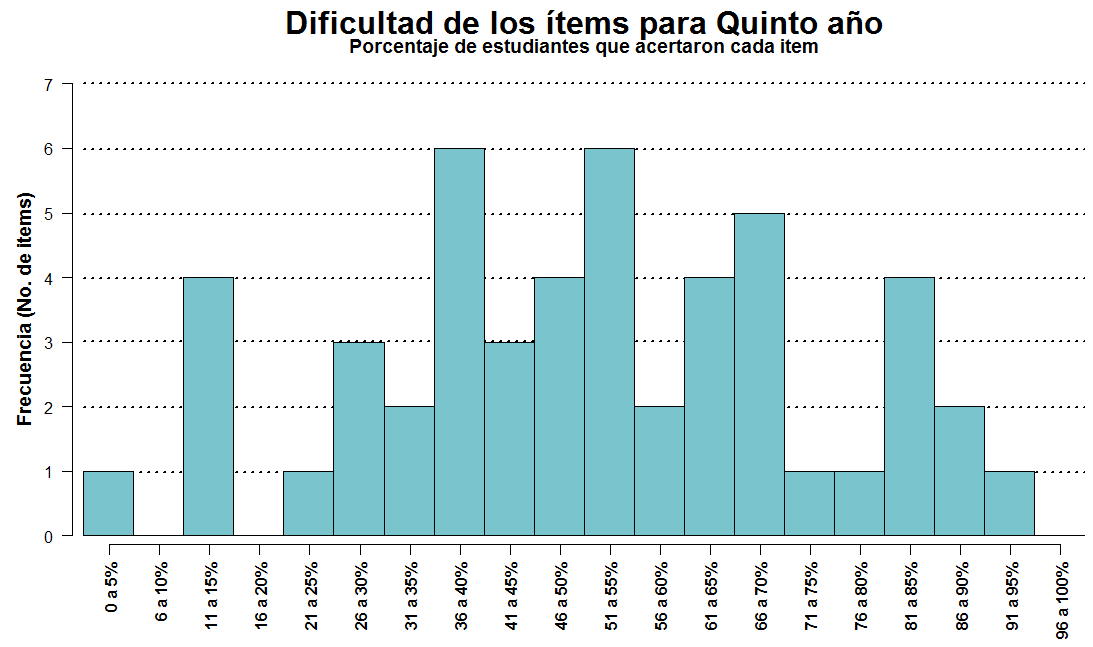 Dificultad de los ítems para Quinto año
Porcentaje de estudiantes que acertaron cada item
Frecuencia (No. de items)
7
6
5
4
3
2
1
0
0 a 5%
6 a 10%
11 a 15%
16 a 20%
21 a 25%
26 a 30%
31 a 35%
36 a 40%
41 a 45%
46 a 50%
51 a 55%
56 a 60%
61 a 65%
66 a 70%
71 a 75%
76 a 80%
81 a 85%
86 a 90%
91 a 95%
96 a 100%